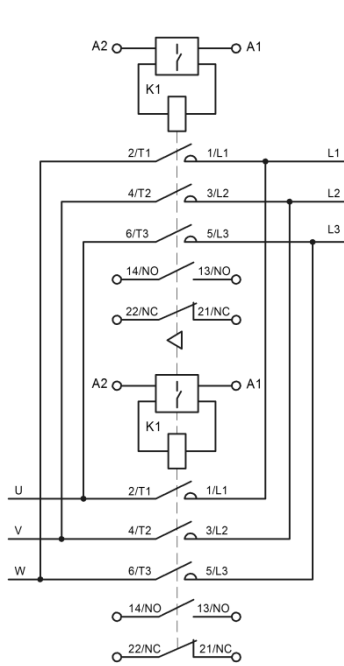 A2 A1
K1
2/T1 1/L1 L1
4/T2 3/L2 L2
6/T3 5/L3 L3
14/NO 13/NO
22/NC 21/NC
A2 A1
K1
U 2/T1 1/L1
V 4/T2 3/L2
W 6/T3 5/L3
14/NO 13/NO
22/NC 21/NC